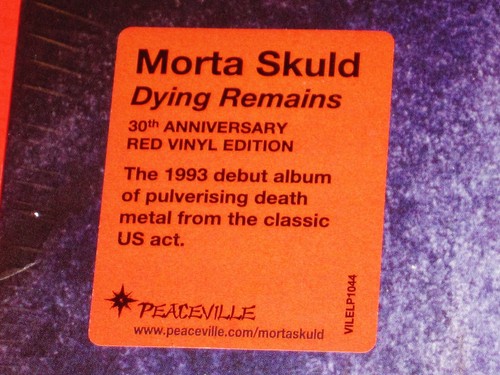 Morta Skuld
Dying Remains
30th ANNIVERSARY
RED VINYL EDITION
The 1993 debut album
of pulverising death
metal from the classic
US act.
PEACEVILLE
www.peaceville.com/mortaskuld
VILELP1044